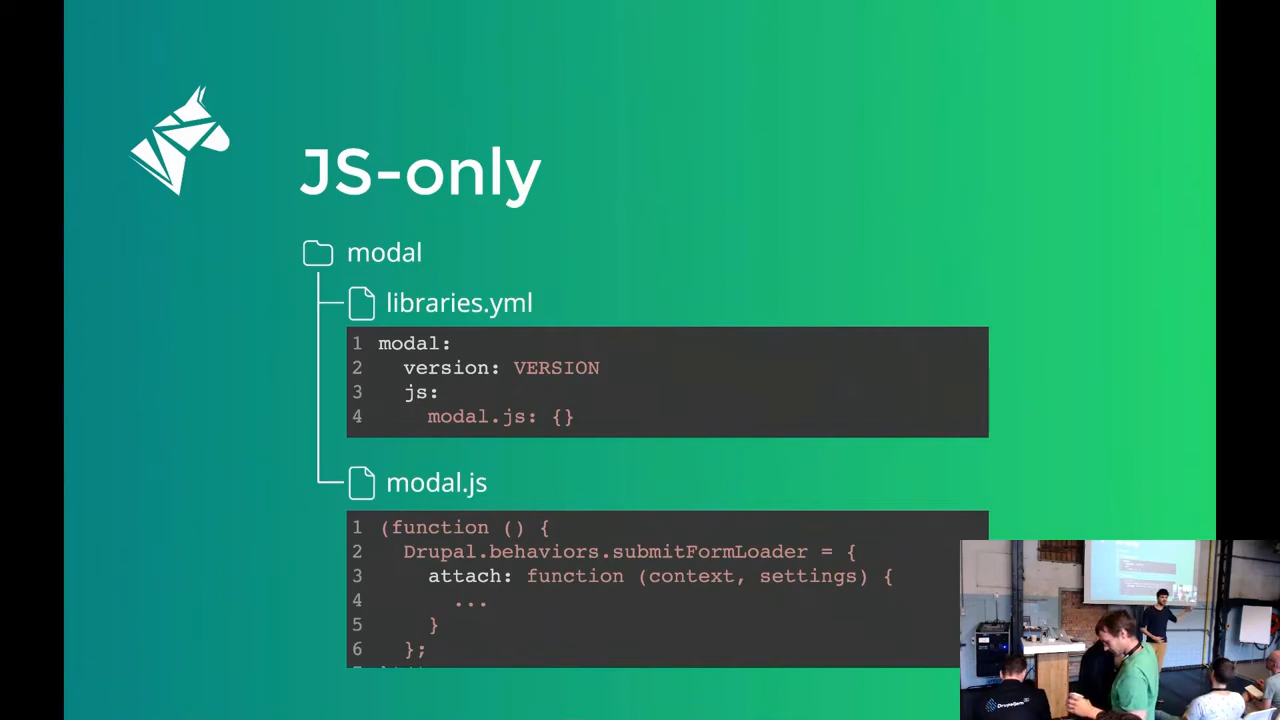 JS-only
modal
libraries.yml
1 modal:
2 version: VERSION
3 js:
4 modal.js: {}
modal.js
1 (function () {
2 Drupal.behaviors.submitFormLoader = {
3 attach: function (context, settings) {
4 ...
5 }
6 };